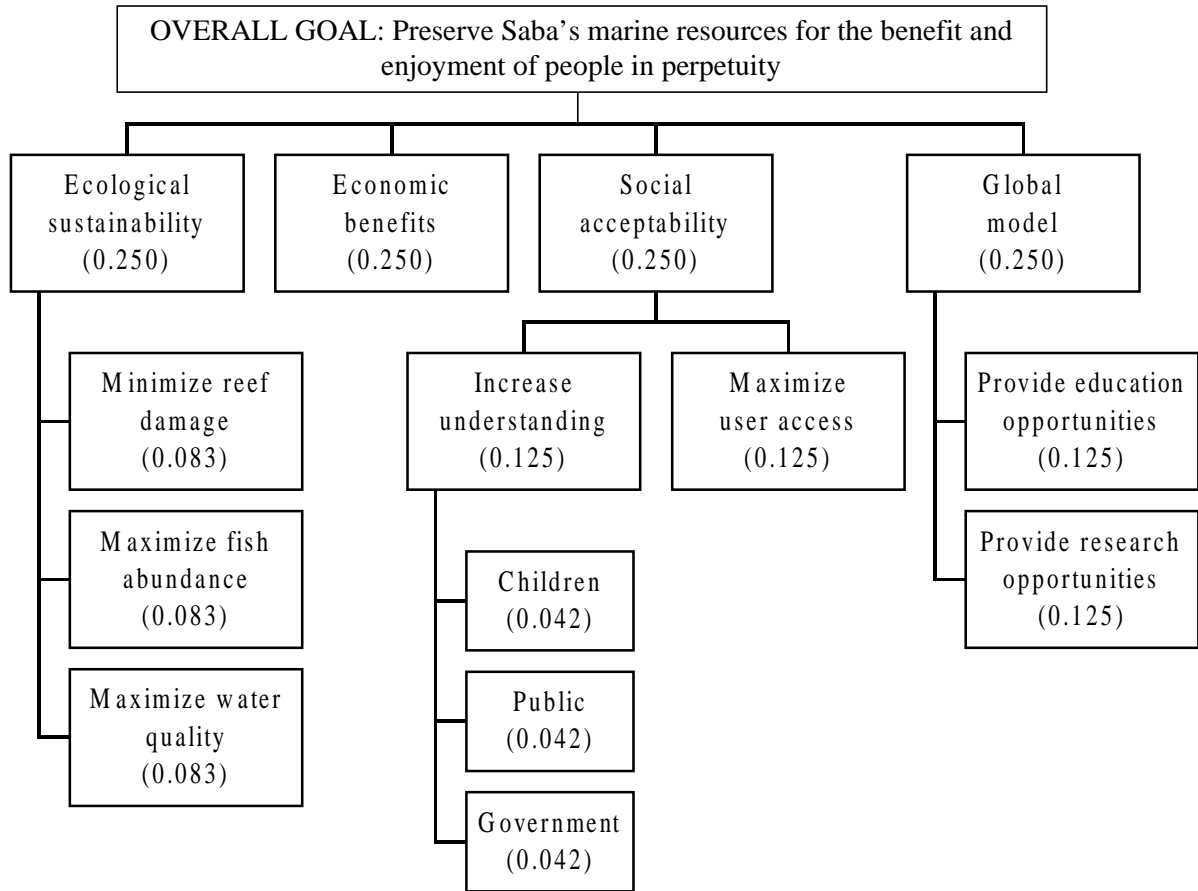 OVERALL GOAL: Preserve Saba's marine resources for the benefit and
enjoyment of people in perpetuity
Ecological
sustainability
(0.250)
Economic
benefits
(0.250)
Social
acceptability
(0.250)
Global
model
(0.250)
Minimize reef
damage
(0.083)
Maximize fish
abundance
(0.083)
Maximize water
quality
(0.083)
Increase
understanding
(0.125)
Maximize
user access
(0.125)
Children
(0.042)
Public
(0.042)
Government
(0.042)
Provide education
opportunities
(0.125)
Provide research
opportunities
(0.125)